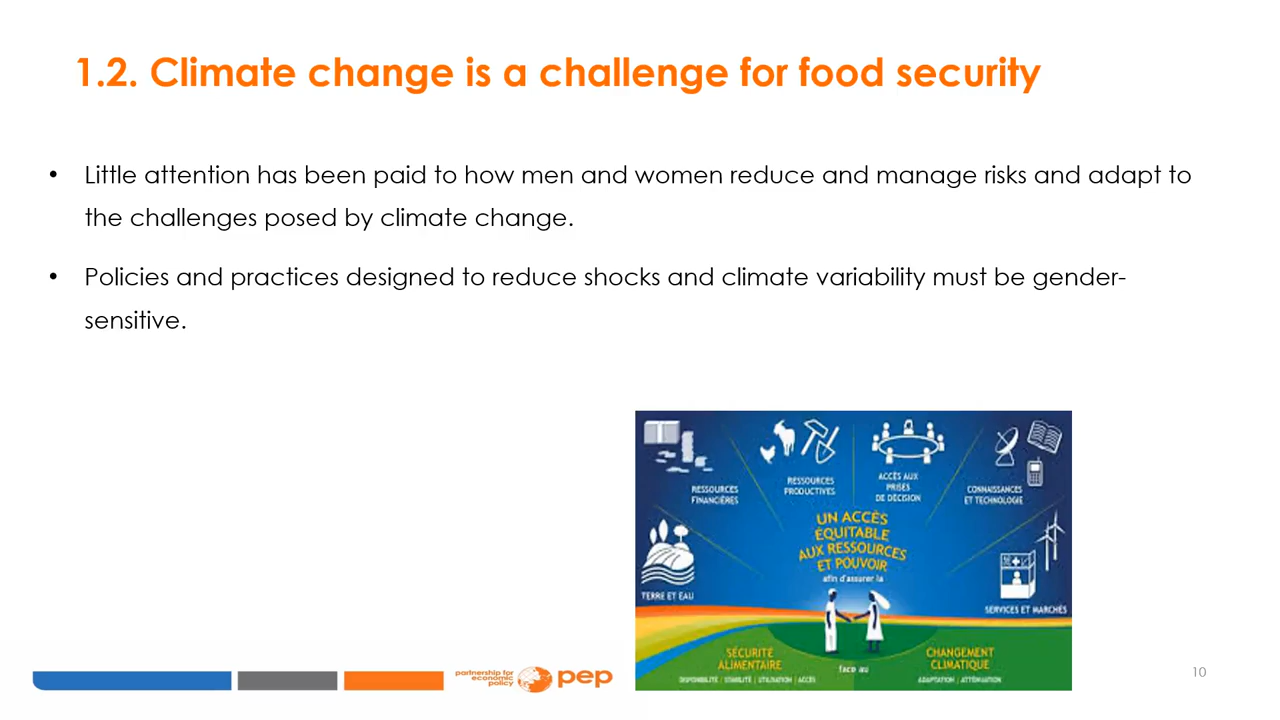 1.2. Climate change is a challenge for food security
• Little attention has been paid to how men and women reduce and manage risks and adapt to
the challenges posed by climate change.
• Policies and practices designed to reduce shocks and climate variability must be gender-
sensitive.
RESSOURCES
FINANCIÈRES
RESSOURCES
PRODUCTIVES
ACCÈS AUX
PRISES
DE DÉCISION
CONNAISSANCES
ET TECHNOLOGIE
UN ACCÈS
ÉQUITABLE
AUX RESSOURCES
ET POUVOIR
afin d'assurer la
TERRE ET EAU
SERVICES ET MARCHÉS
SÉCURITÉ
ALIMENTAIRE
DISPONIBILITÉ | STABILITÉ | UTILISATION | ACCÈS
face au
CHANGEMENT
CLIMATIQUE
ADAPTATION | ATTÉNUATION
partnership for
economic
policy
pep
10